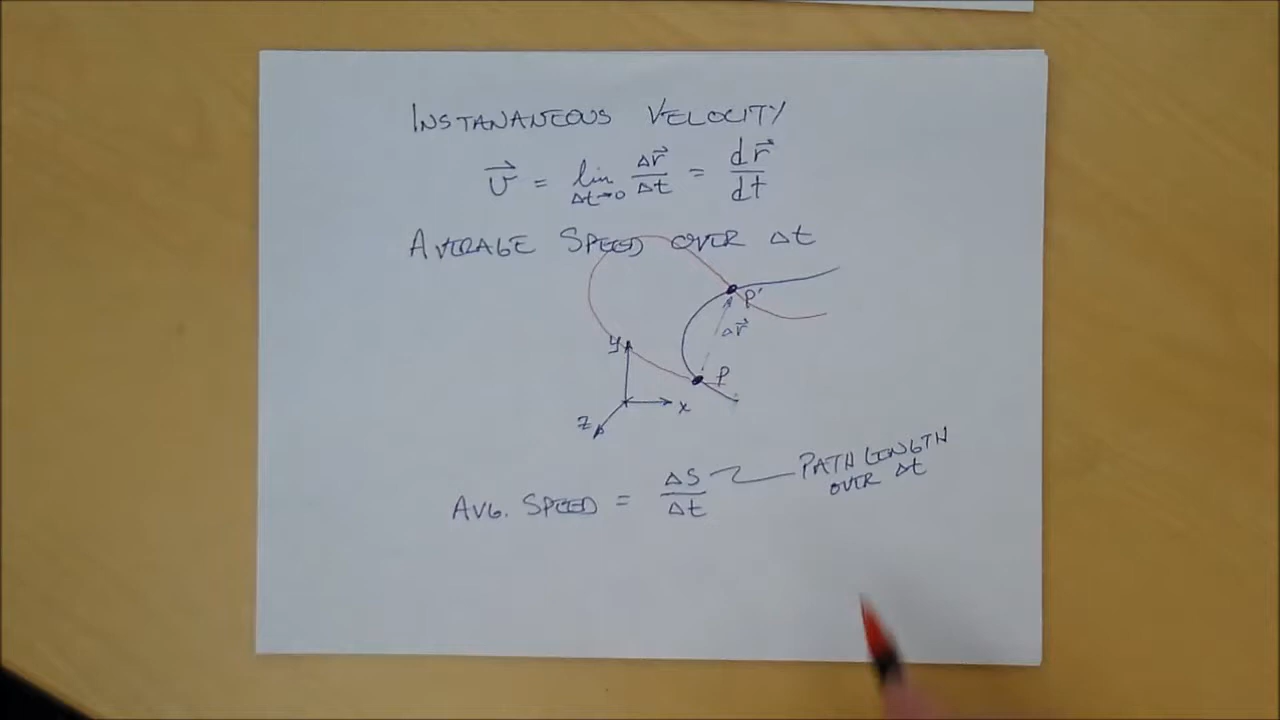 INSTANANEOUS VELOCITY
v⃗ = lim Δt→0 Δr⃗/Δt = dr⃗/dt
AVERAGE SPEED OVER Δt
P'
Δr⃗
y
P
x
z
AVG. SPEED = ΔS/Δt
PATH LENGTH
OVER Δt